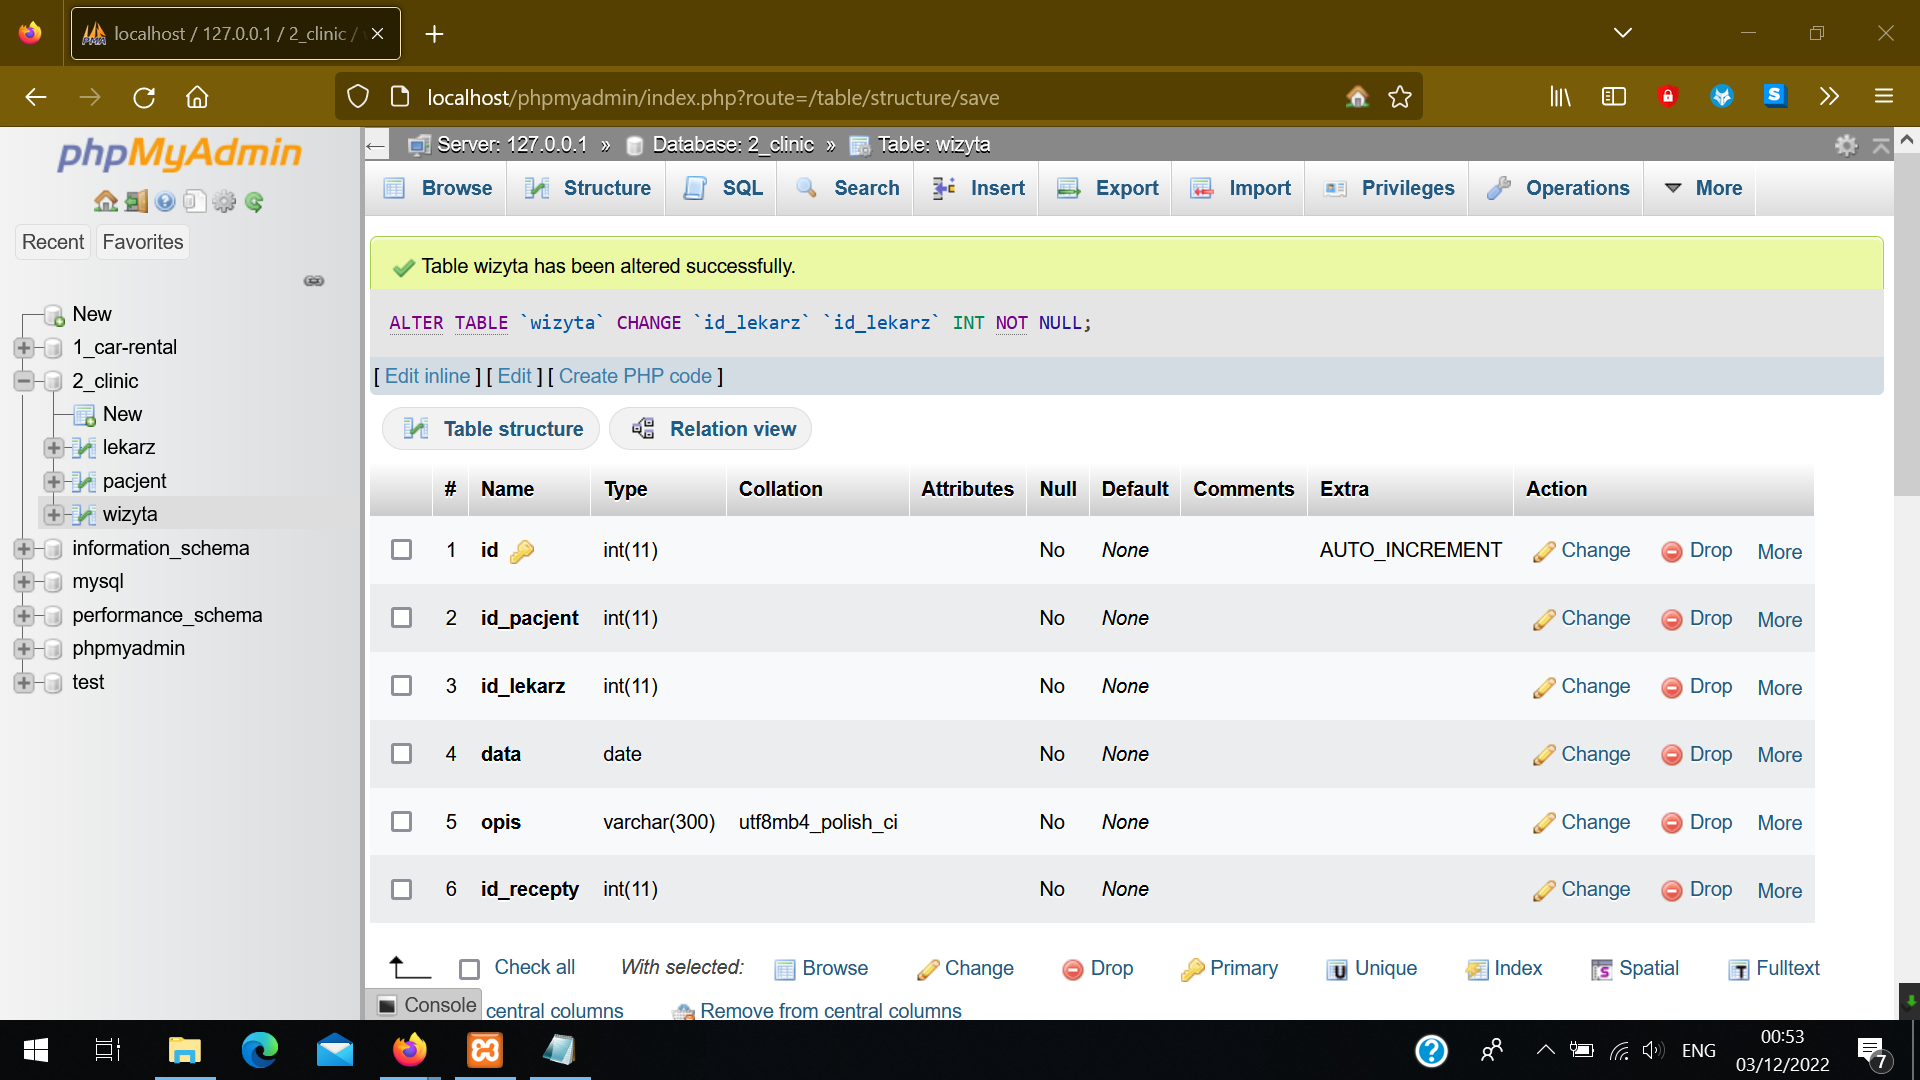 localhost / 127.0.0.1 / 2_clinic /
localhost/phpmyadmin/index.php?route=/table/structure/save
phpMyAdmin
Recent Favorites
New
1_car-rental
2_clinic
New
lekarz
pacjent
wizyta
information_schema
mysql
performance_schema
phpmyadmin
test
Server: 127.0.0.1 » Database: 2_clinic » Table: wizyta
Browse Structure SQL Search Insert Export Import Privileges Operations More
Table wizyta has been altered successfully.
ALTER TABLE `wizyta` CHANGE `id_lekarz` `id_lekarz` INT NOT NULL;
[ Edit inline ] [ Edit ] [ Create PHP code ]
Table structure Relation view
# Name Type Collation Attributes Null Default Comments Extra Action
1 id int(11) No None AUTO_INCREMENT Change Drop More
2 id_pacjent int(11) No None Change Drop More
3 id_lekarz int(11) No None Change Drop More
4 data date No None Change Drop More
5 opis varchar(300) utf8mb4_polish_ci No None Change Drop More
6 id_recepty int(11) No None Change Drop More
Check all With selected: Browse Change Drop Primary Unique Index Spatial Fulltext
Console central columns Remove from central columns
ENG 00:53
03/12/2022 7